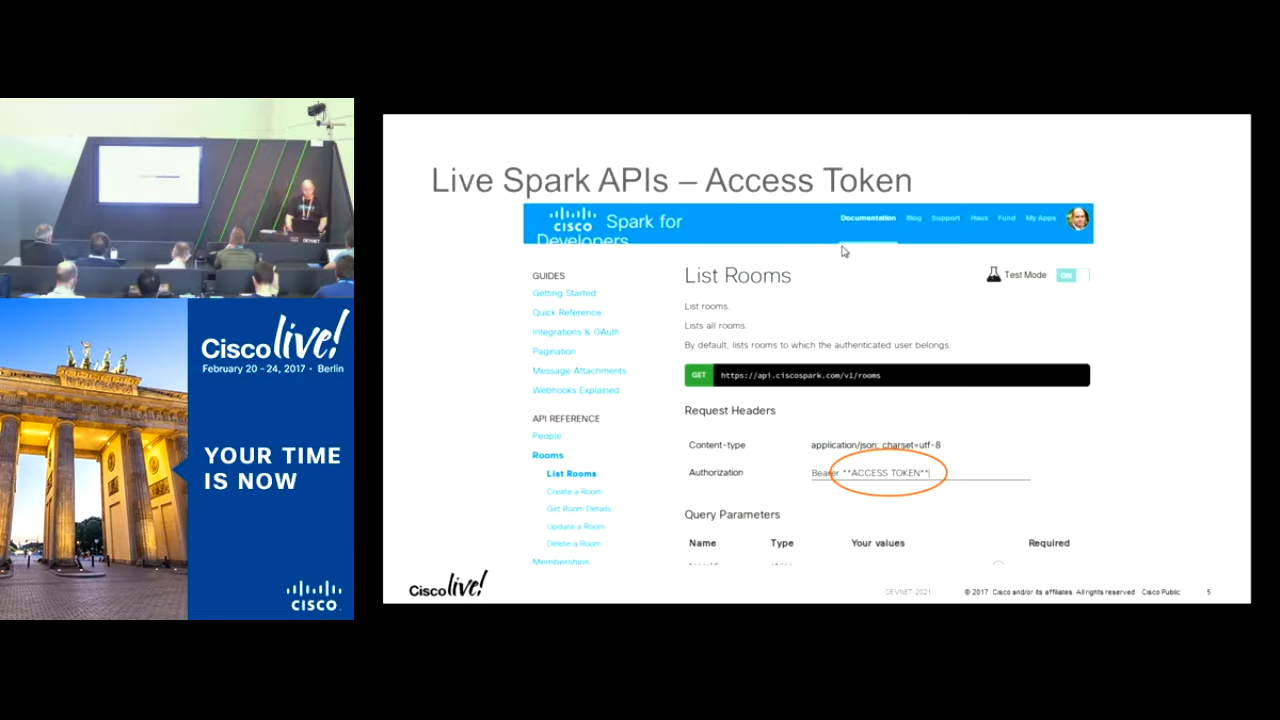 Cisco live!
February 20 - 24, 2017 • Berlin
YOUR TIME
IS NOW
CISCO
Live Spark APIs – Access Token
CISCO Spark for
Developers
Documentation Blog Support Haus Fund My Apps
GUIDES
Getting Started
Quick Reference
Integrations & OAuth
Pagination
Message Attachments
Webhooks Explained
API REFERENCE
People
Rooms
List Rooms
Create a Room
Get Room Details
Update a Room
Delete a Room
Memberships
List Rooms
Test Mode ON
List rooms.
Lists all rooms.
By default, lists rooms to which the authenticated user belongs.
GET https://api.ciscospark.com/v1/rooms
Request Headers
Content-type application/json; charset=utf-8
Authorization Bearer **ACCESS TOKEN**
Query Parameters
Name Type Your values Required
Cisco live!
DEVNET-2021 © 2017 Cisco and/or its affiliates. All rights reserved. Cisco Public 5